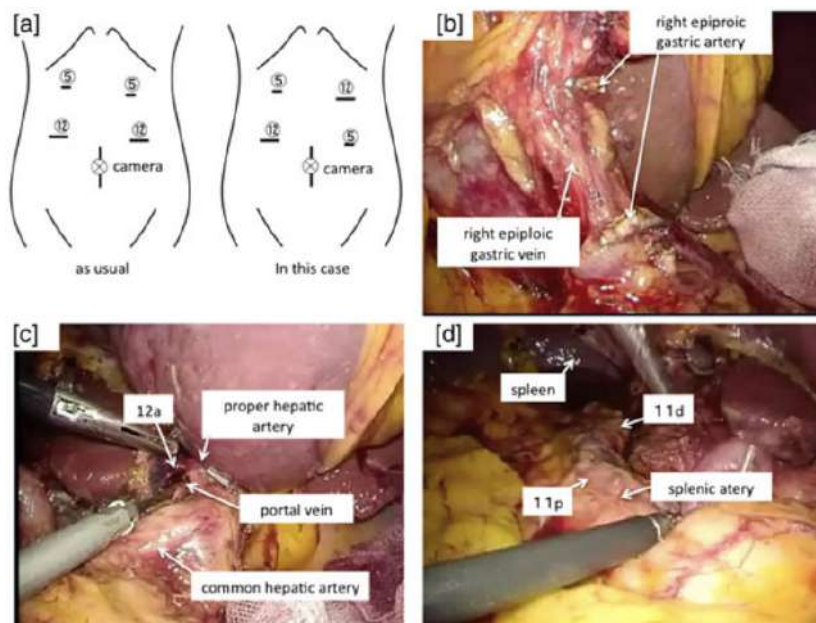 [a]
⑤
⑤
⑫
⑫
camera
as usual
⑤
⑫
⑫
⑤
camera
In this case
[b]
right epiproic
gastric artery
right epiploic
gastric vein
[c]
12a
proper hepatic
artery
portal vein
common hepatic artery
[d]
spleen
11d
11p
splenic atery